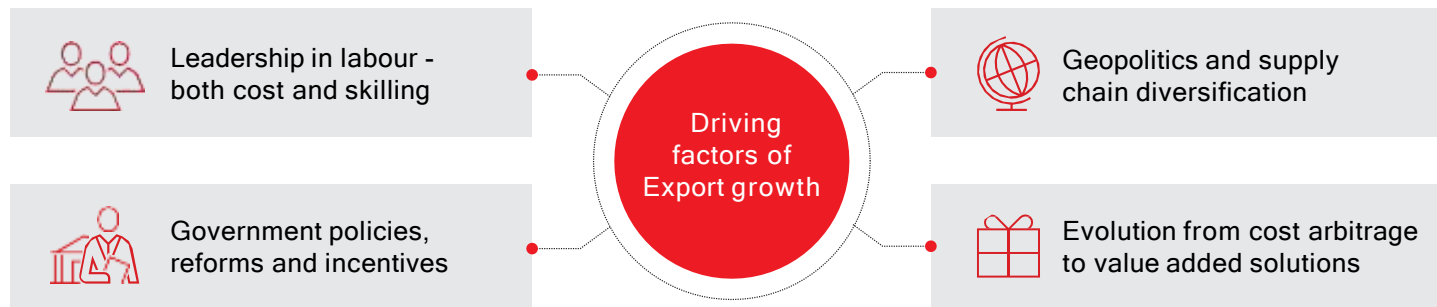 Leadership in labour -
both cost and skilling
Government policies,
reforms and incentives
Driving
factors of
Export growth
Geopolitics and supply
chain diversification
Evolution from cost arbitrage
to value added solutions